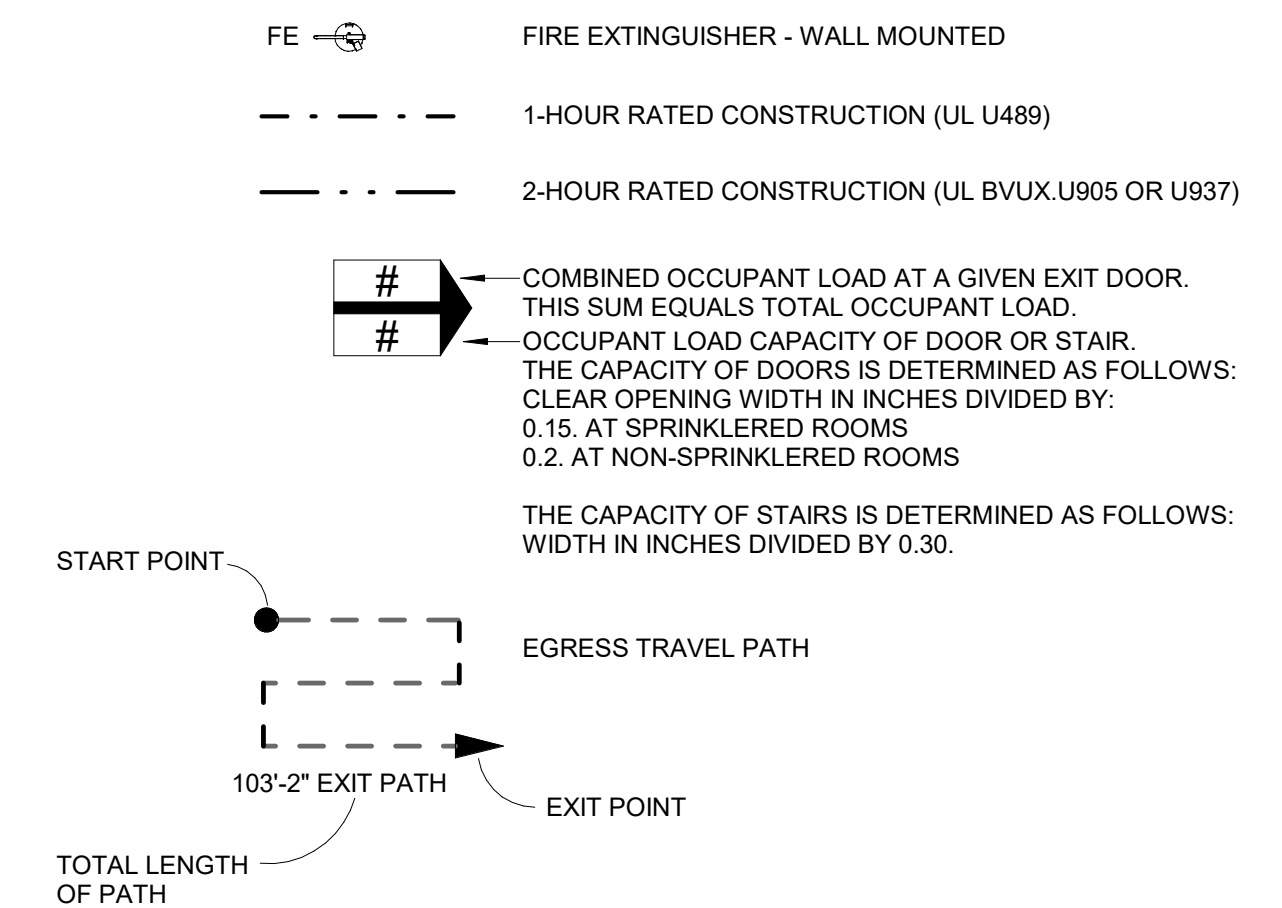 FE FIRE EXTINGUISHER - WALL MOUNTED
1-HOUR RATED CONSTRUCTION (UL U489)
2-HOUR RATED CONSTRUCTION (UL BVUX.U905 OR U937)
#
COMBINED OCCUPANT LOAD AT A GIVEN EXIT DOOR.
THIS SUM EQUALS TOTAL OCCUPANT LOAD.
#
OCCUPANT LOAD CAPACITY OF DOOR OR STAIR.
THE CAPACITY OF DOORS IS DETERMINED AS FOLLOWS:
CLEAR OPENING WIDTH IN INCHES DIVIDED BY:
0.15. AT SPRINKLERED ROOMS
0.2. AT NON-SPRINKLERED ROOMS
THE CAPACITY OF STAIRS IS DETERMINED AS FOLLOWS:
WIDTH IN INCHES DIVIDED BY 0.30.
START POINT
EGRESS TRAVEL PATH
103'-2" EXIT PATH
EXIT POINT
TOTAL LENGTH
OF PATH